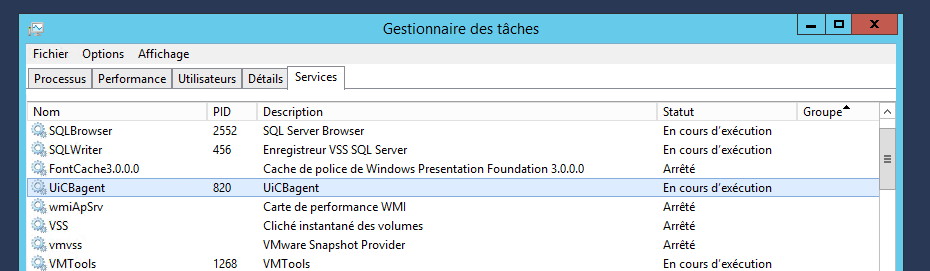 Gestionnaire des tâches
Fichier Options Affichage
Processus Performance Utilisateurs Détails Services
Nom PID Description Statut Groupe
SQLBrowser 2552 SQL Server Browser En cours d'exécution
SQLWriter 456 Enregistreur VSS SQL Server En cours d'exécution
FontCache3.0.0.0 Cache de police de Windows Presentation Foundation 3.0.0.0 Arrêté
UiCBagent 820 UiCBagent En cours d'exécution
wmiApSrv Carte de performance WMI Arrêté
VSS Cliché instantané des volumes Arrêté
vmvss VMware Snapshot Provider Arrêté
VMTools 1268 VMTools En cours d'exécution